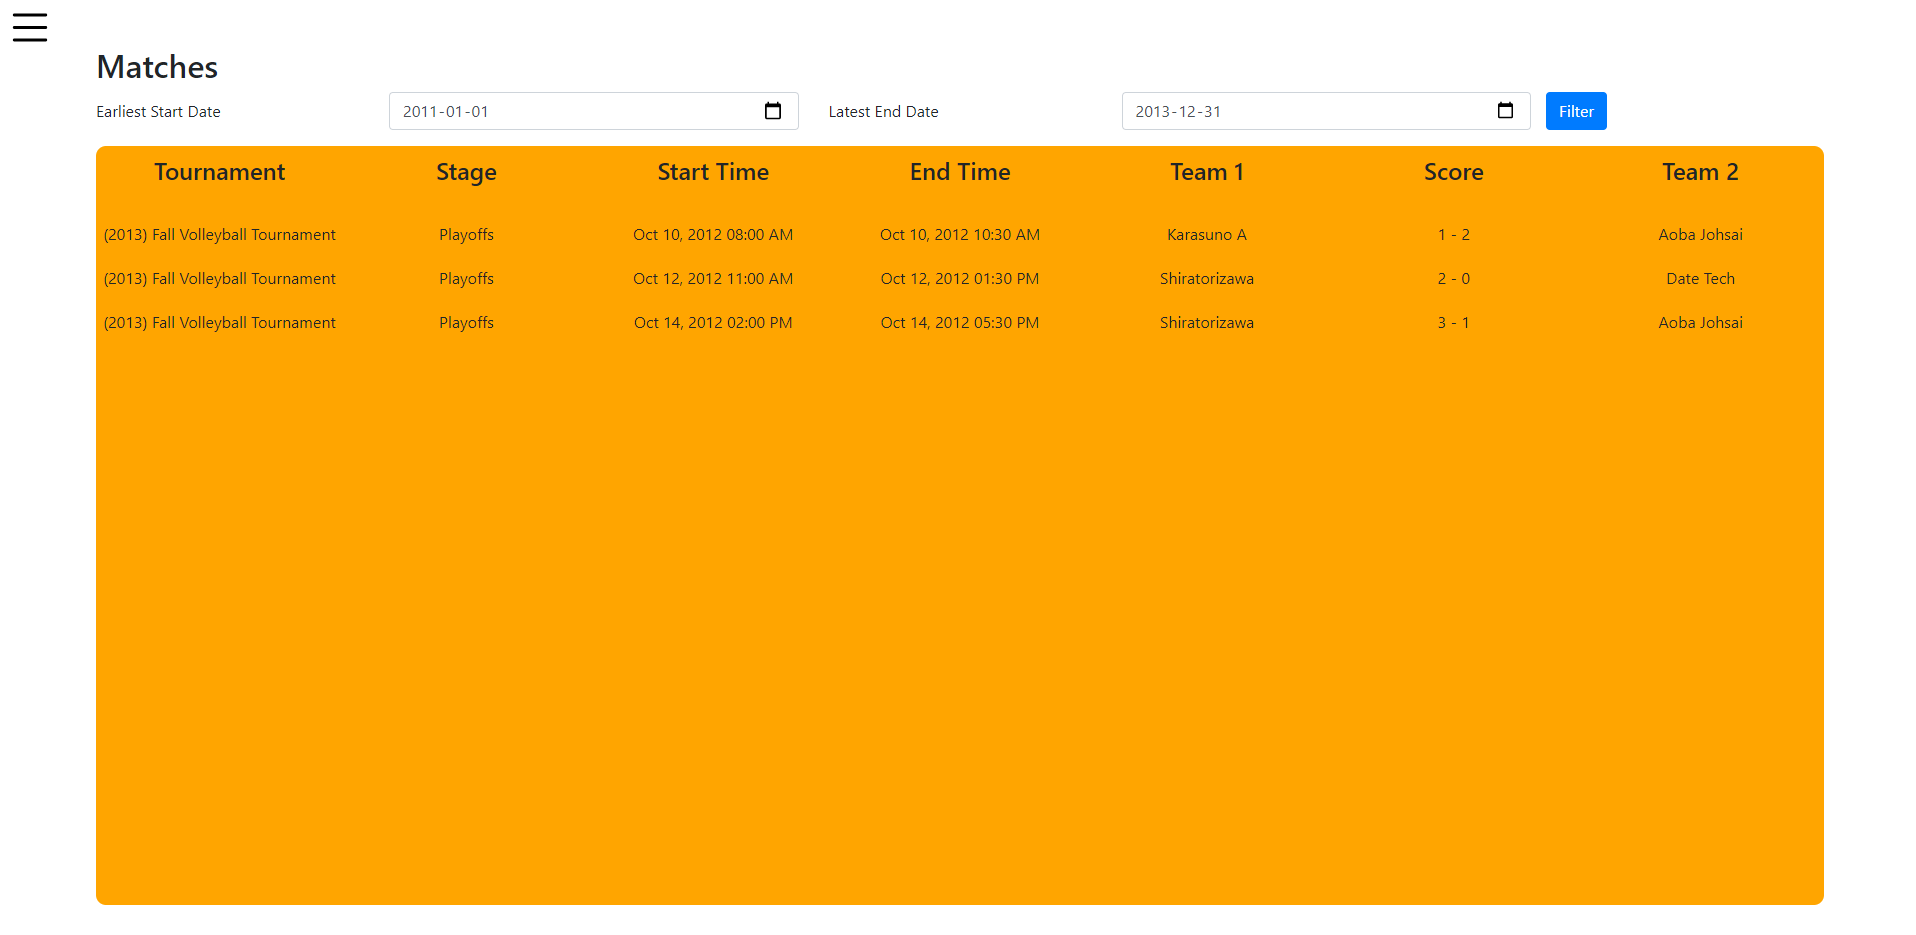 Matches
Earliest Start Date 2011-01-01 Latest End Date 2013-12-31 Filter
Tournament Stage Start Time End Time Team 1 Score Team 2
(2013) Fall Volleyball Tournament Playoffs Oct 10, 2012 08:00 AM Oct 10, 2012 10:30 AM Karasuno A 1 - 2 Aoba Johsai
(2013) Fall Volleyball Tournament Playoffs Oct 12, 2012 11:00 AM Oct 12, 2012 01:30 PM Shiratorizawa 2 - 0 Date Tech
(2013) Fall Volleyball Tournament Playoffs Oct 14, 2012 02:00 PM Oct 14, 2012 05:30 PM Shiratorizawa 3 - 1 Aoba Johsai